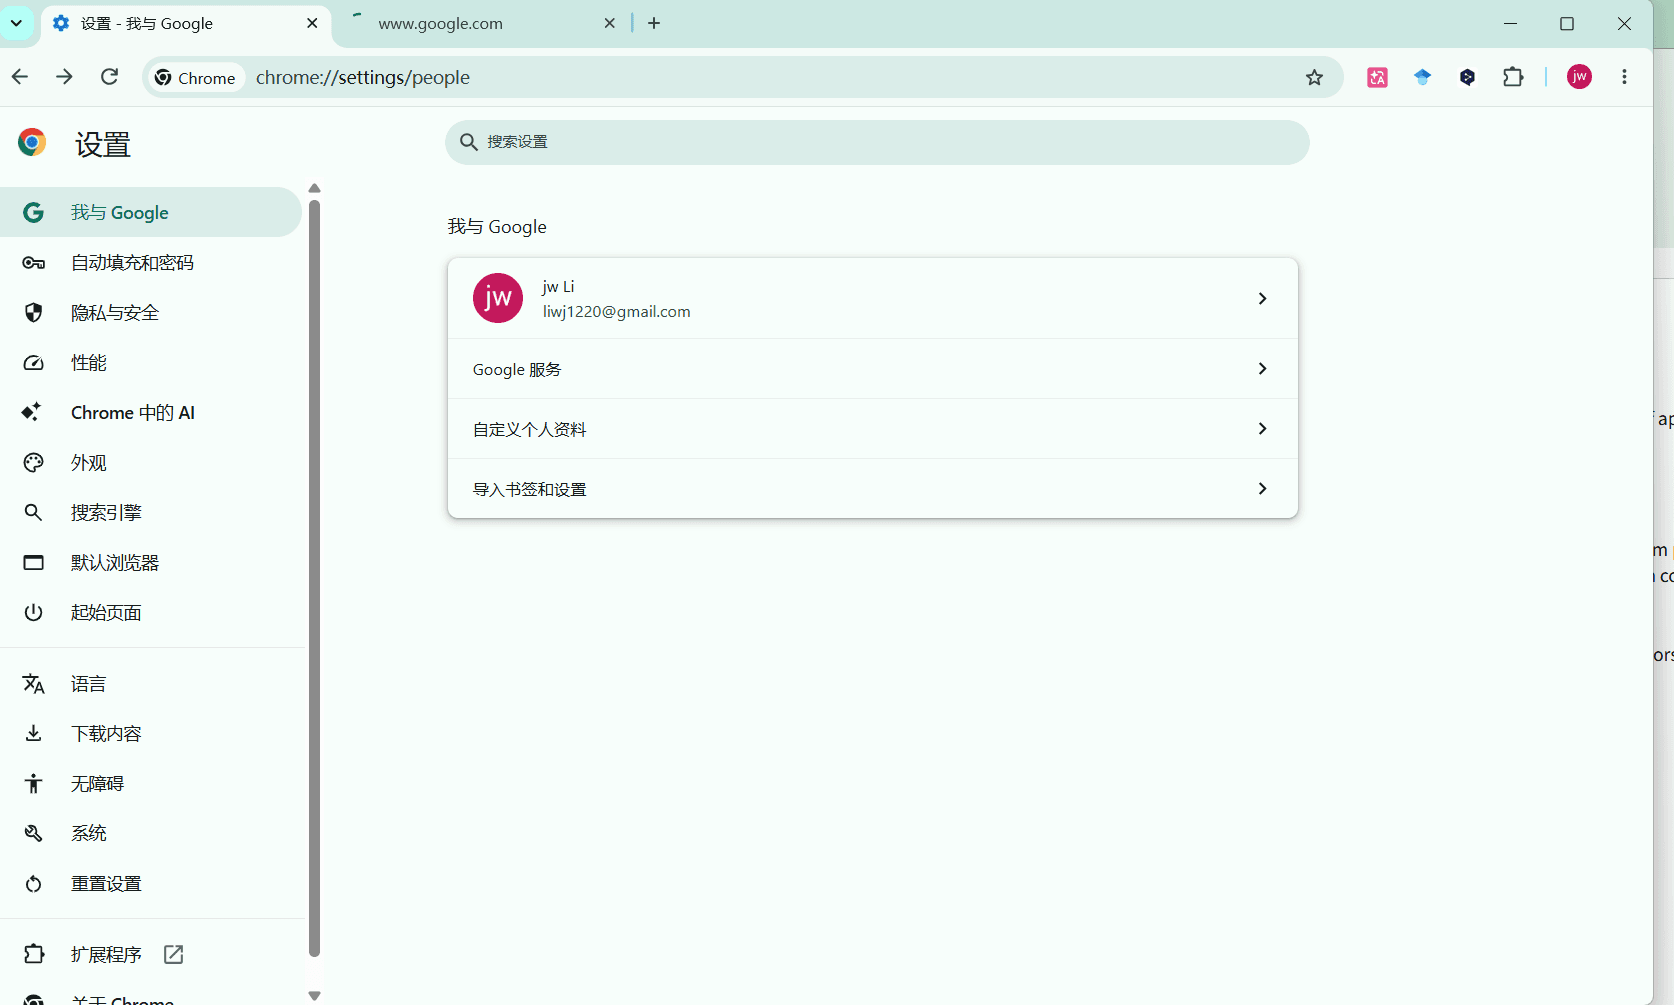 设置 - 我与 Google
www.google.com
Chrome
chrome://settings/people
jw
设置
搜索设置
我与 Google
自动填充和密码
隐私与安全
性能
Chrome 中的 AI
外观
搜索引擎
默认浏览器
起始页面
语言
下载内容
无障碍
系统
重置设置
扩展程序
关于 Chrome
我与 Google
jw
jw Li
liwj1220@gmail.com
Google 服务
自定义个人资料
导入书签和设置